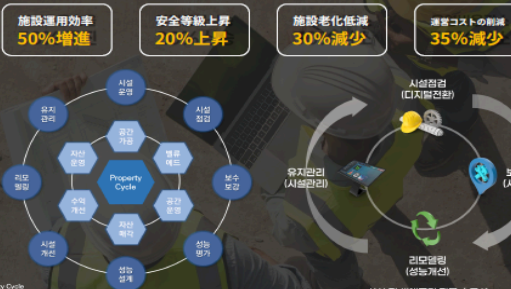 施設運用効率
50%増進
安全等級上昇
20%上昇
施設老化低減
30%減少
運営コストの削減
35%減少
시설
운영
유지
관리
시설
점검
공간
가공
자산
운영
밸류
애드
리모
델링
Property
Cycle
보수
보강
수익
개선
공간
운영
자산
매각
시설
개선
성능
평가
성능
설계
시설점검
(디지털전환)
유지관리
(시설관리)
리모델링
(성능개선)
Cycle